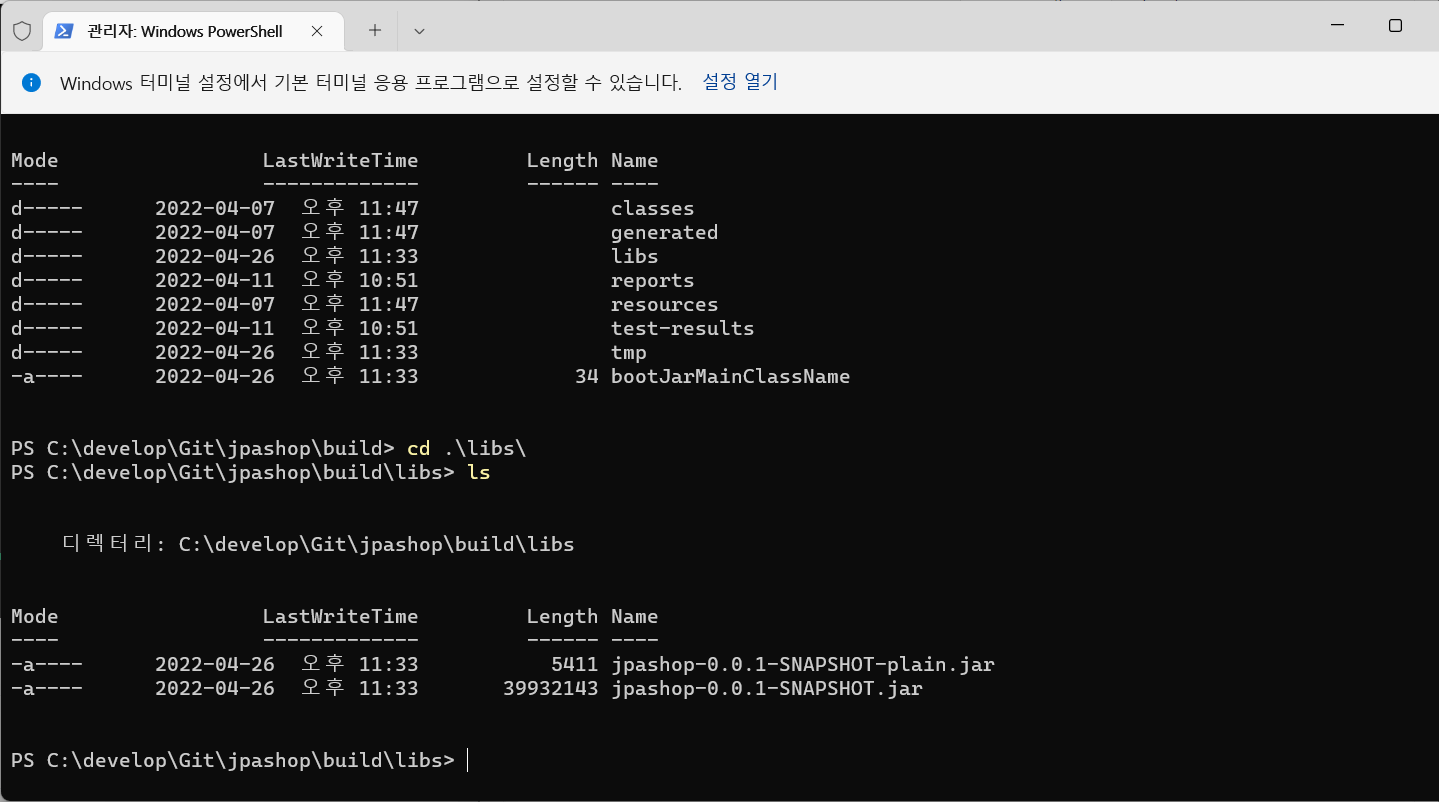 관리자: Windows PowerShell
Windows 터미널 설정에서 기본 터미널 응용 프로그램으로 설정할 수 있습니다. 설정 열기
Mode                 LastWriteTime         Length Name
----                 -------------         ------ ----
d-----      2022-04-07  오후 11:47                classes
d-----      2022-04-07  오후 11:47                generated
d-----      2022-04-26  오후 11:33                libs
d-----      2022-04-11  오후 10:51                reports
d-----      2022-04-07  오후 11:47                resources
d-----      2022-04-11  오후 10:51                test-results
d-----      2022-04-26  오후 11:33                tmp
-a----      2022-04-26  오후 11:33             34 bootJarMainClassName
PS C:\develop\Git\jpashop\build> cd .\libs\
PS C:\develop\Git\jpashop\build\libs> ls
디렉터리: C:\develop\Git\jpashop\build\libs
Mode                 LastWriteTime         Length Name
----                 -------------         ------ ----
-a----      2022-04-26  오후 11:33           5411 jpashop-0.0.1-SNAPSHOT-plain.jar
-a----      2022-04-26  오후 11:33       39932143 jpashop-0.0.1-SNAPSHOT.jar
PS C:\develop\Git\jpashop\build\libs>